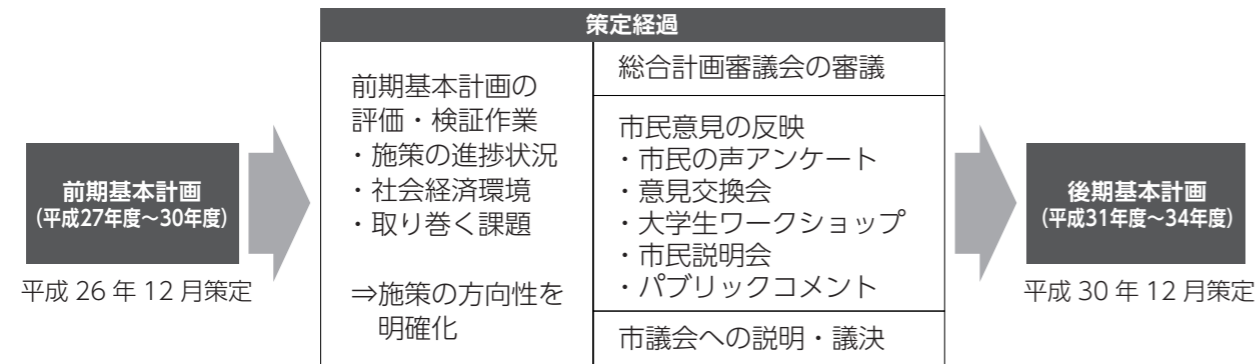 前期基本計画
(平成27年度～30年度)
平成 26 年 12 月策定
策定経過
前期基本計画の
評価・検証作業
・施策の進捗状況
・社会経済環境
・取り巻く課題
⇒施策の方向性を
明確化
総合計画審議会の審議
市民意見の反映
・市民の声アンケート
・意見交換会
・大学生ワークショップ
・市民説明会
・パブリックコメント
市議会への説明・議決
後期基本計画
(平成31年度～34年度)
平成 30 年 12 月策定